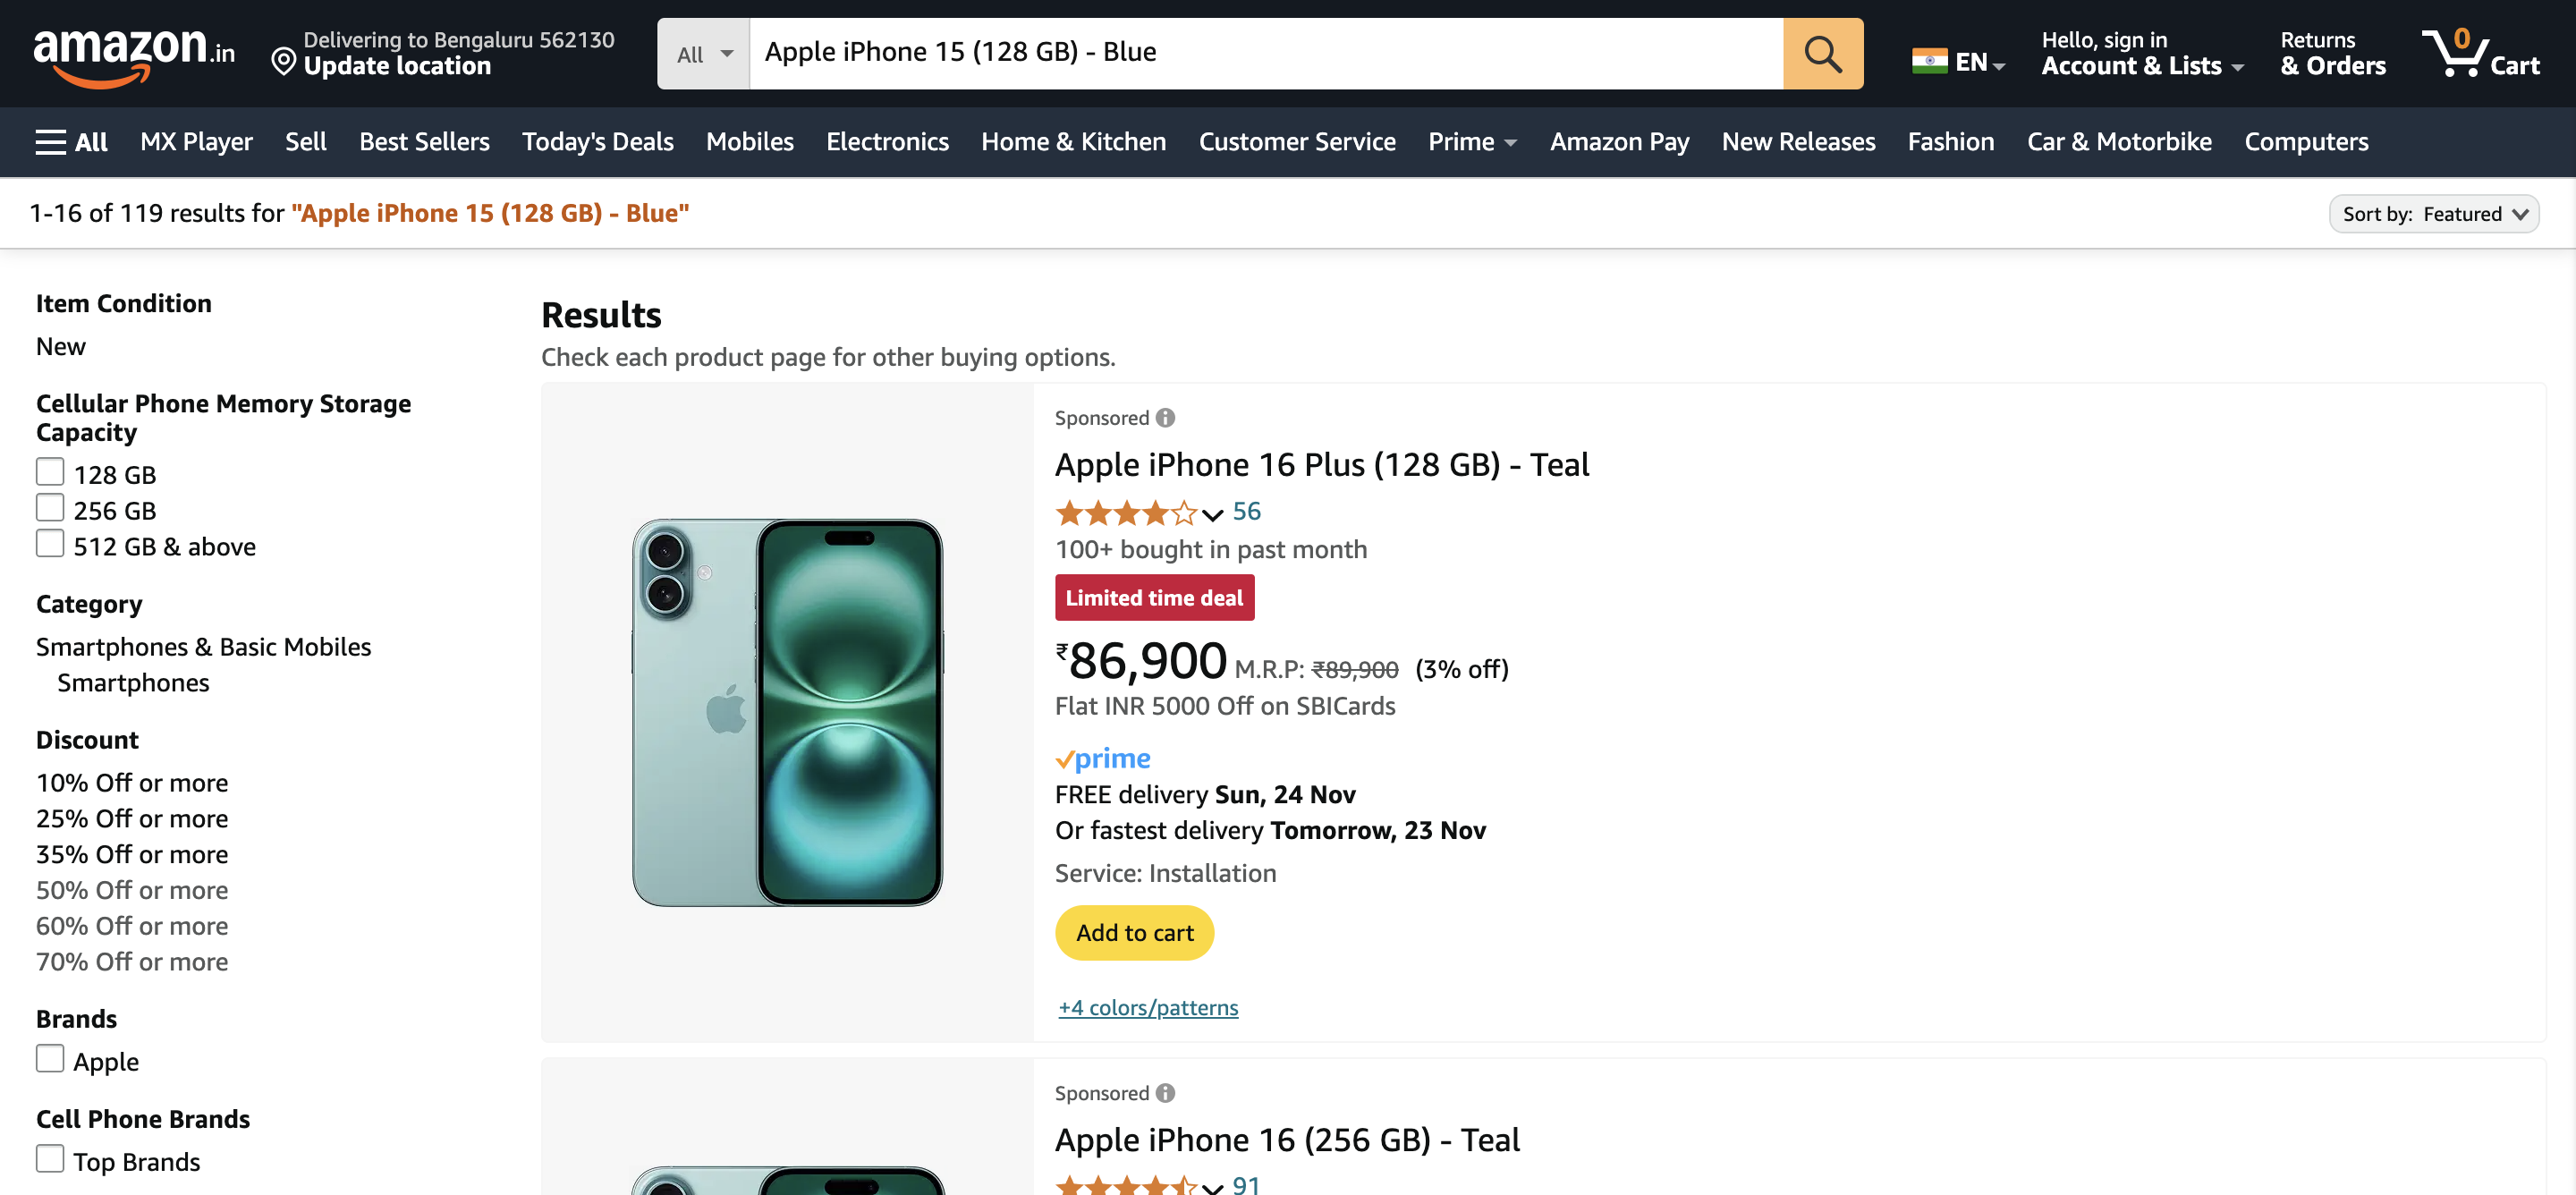 amazon.in
Delivering to Bengaluru 562130
Update location
All
Apple iPhone 15 (128 GB) - Blue
EN
Hello, sign in
Account & Lists
Returns
& Orders
0
Cart
All
MX Player
Sell
Best Sellers
Today's Deals
Mobiles
Electronics
Home & Kitchen
Customer Service
Prime
Amazon Pay
New Releases
Fashion
Car & Motorbike
Computers
1-16 of 119 results for "Apple iPhone 15 (128 GB) - Blue"
Sort by: Featured
Item Condition
New
Cellular Phone Memory Storage
Capacity
128 GB
256 GB
512 GB & above
Category
Smartphones & Basic Mobiles
Smartphones
Discount
10% Off or more
25% Off or more
35% Off or more
50% Off or more
60% Off or more
70% Off or more
Brands
Apple
Cell Phone Brands
Top Brands
Results
Check each product page for other buying options.
Sponsored
Apple iPhone 16 Plus (128 GB) - Teal
56
100+ bought in past month
Limited time deal
₹86,900 M.R.P: ₹89,900 (3% off)
Flat INR 5000 Off on SBICards
prime
FREE delivery Sun, 24 Nov
Or fastest delivery Tomorrow, 23 Nov
Service: Installation
Add to cart
+4 colors/patterns
Sponsored
Apple iPhone 16 (256 GB) - Teal
91